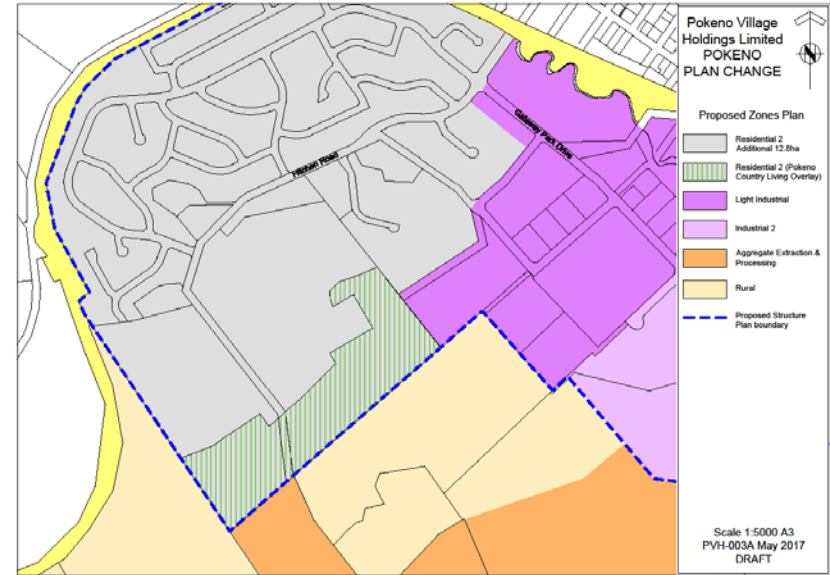 Pokeno Village
Holdings Limited
POKENO
PLAN CHANGE
N
Proposed Zones Plan
Residential 2
Additional 12.8ha
Residential 2 (Pokeno
Country Living Overlay)
Light Industrial
Industrial 2
Aggregate Extraction &
Processing
Rural
Proposed Structure
Plan boundary
Scale 1:5000 A3
PVH-003A May 2017
DRAFT
Gateway Park Drive
Hitchen Road